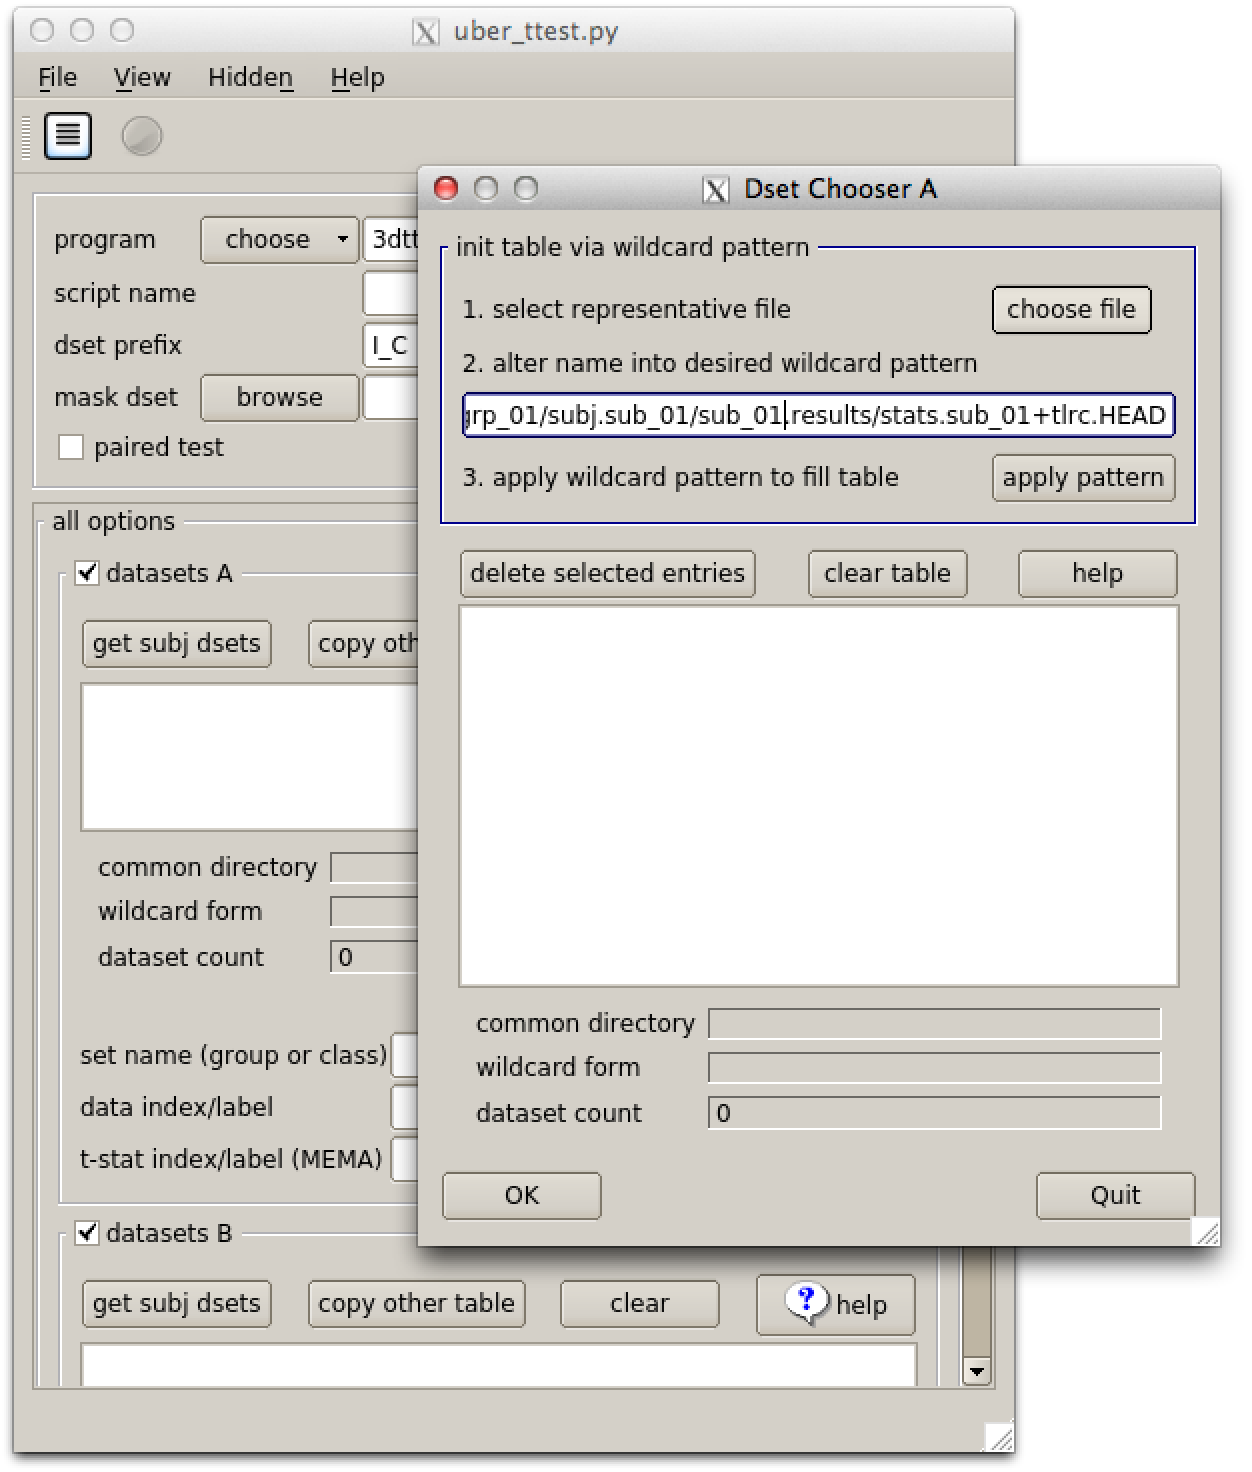 uber_ttest.py
File View Hidden Help
program choose 3dtt
script name
dset prefix I_C
mask dset browse
paired test
all options
datasets A
get subj dsets copy oth
common directory
wildcard form
dataset count 0
set name (group or class)
data index/label
t-stat index/label (MEMA)
datasets B
get subj dsets copy other table clear ? help
Dset Chooser A
init table via wildcard pattern
1. select representative file choose file
2. alter name into desired wildcard pattern
grp_01/subj.sub_01/sub_01.results/stats.sub_01+tlrc.HEAD
3. apply wildcard pattern to fill table apply pattern
delete selected entries clear table help
common directory
wildcard form
dataset count 0
OK Quit